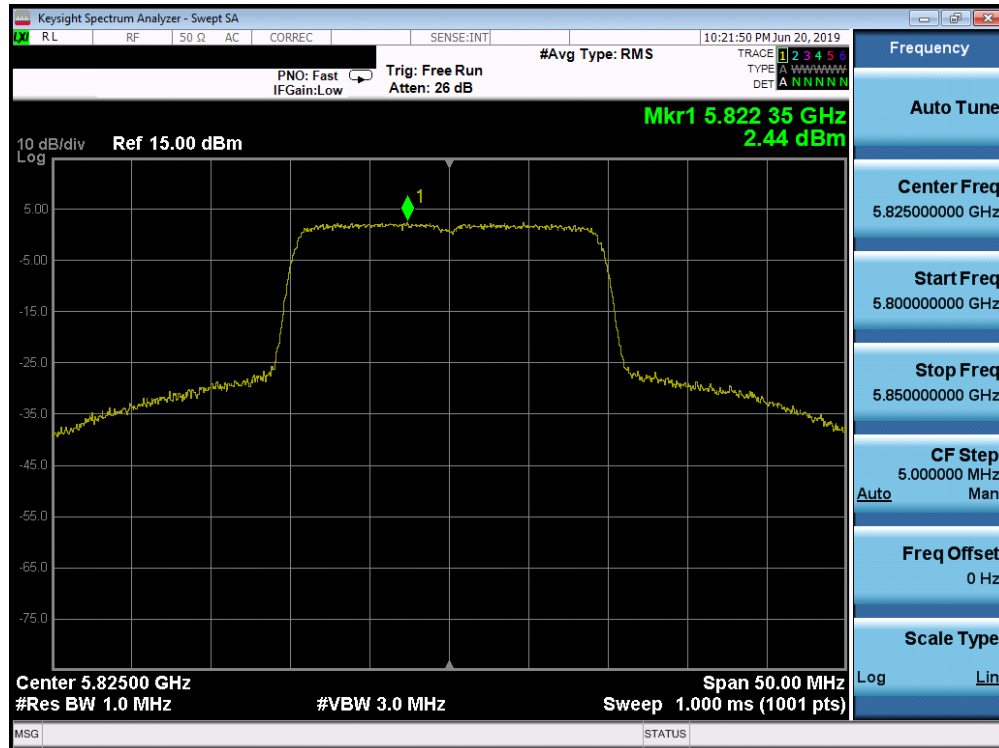 Keysight Spectrum Analyzer - Swept SA
LXI RL RF 50 Ω AC CORREC SENSE:INT 10:21:50 PM Jun 20, 2019
#Avg Type: RMS TRACE 1 2 3 4 5 6
PNO: Fast Trig: Free Run TYPE A WWWWW
IFGain:Low Atten: 26 dB DET A N N N N N
Mkr1 5.822 35 GHz
2.44 dBm
10 dB/div Ref 15.00 dBm
Log
1
5.00
-5.00
-15.0
-25.0
-35.0
-45.0
-55.0
-65.0
-75.0
Center 5.82500 GHz Span 50.00 MHz
#Res BW 1.0 MHz #VBW 3.0 MHz Sweep 1.000 ms (1001 pts)
MSG STATUS
Frequency
Auto Tune
Center Freq
5.825000000 GHz
Start Freq
5.800000000 GHz
Stop Freq
5.850000000 GHz
CF Step
5.000000 MHz
Auto Man
Freq Offset
0 Hz
Scale Type
Log Lin